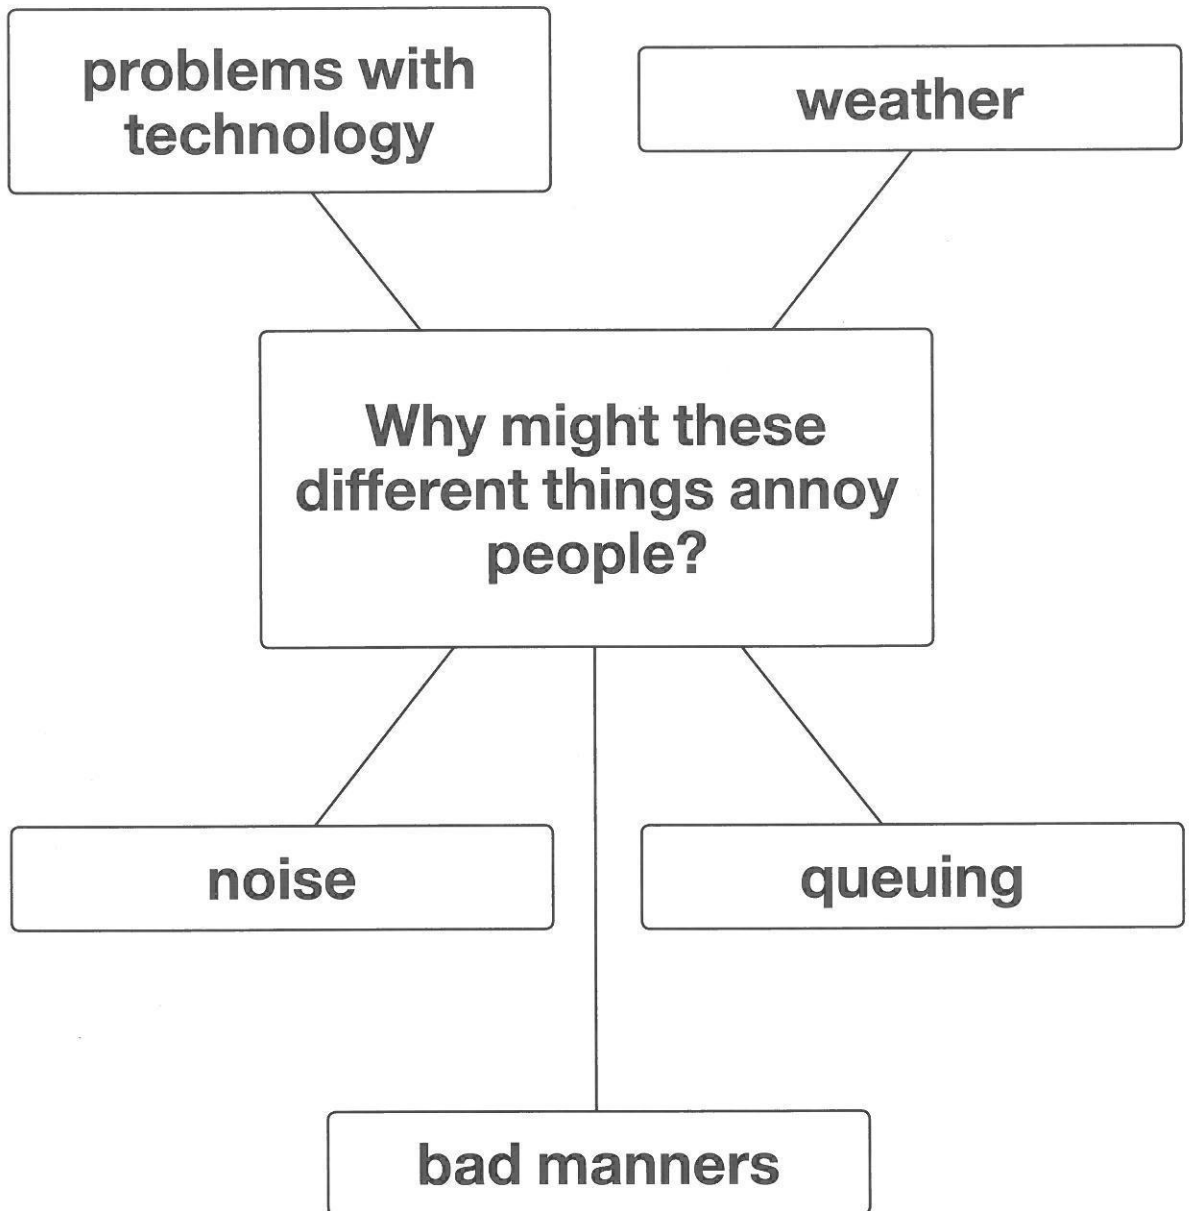 problems with
technology
weather
Why might these
different things annoy
people?
noise
queuing
bad manners